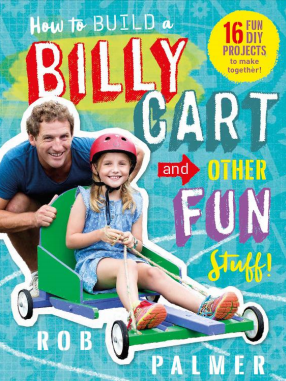 How to BUILD a
BILLY
CART
and OTHER
FUN
Stuff!
16 FUN
DIY
PROJECTS
to make
together!
ROB
PALMER